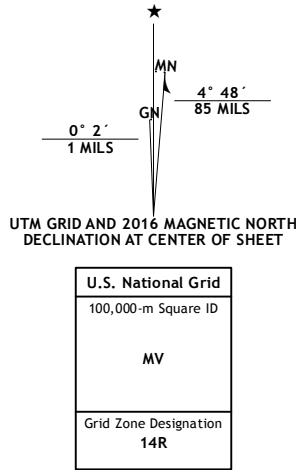 ★
MN
GN
4° 48´
85 MILS
0° 2´
1 MILS
UTM GRID AND 2016 MAGNETIC NORTH
DECLINATION AT CENTER OF SHEET
U.S. National Grid
100,000-m Square ID
MV
Grid Zone Designation
14R